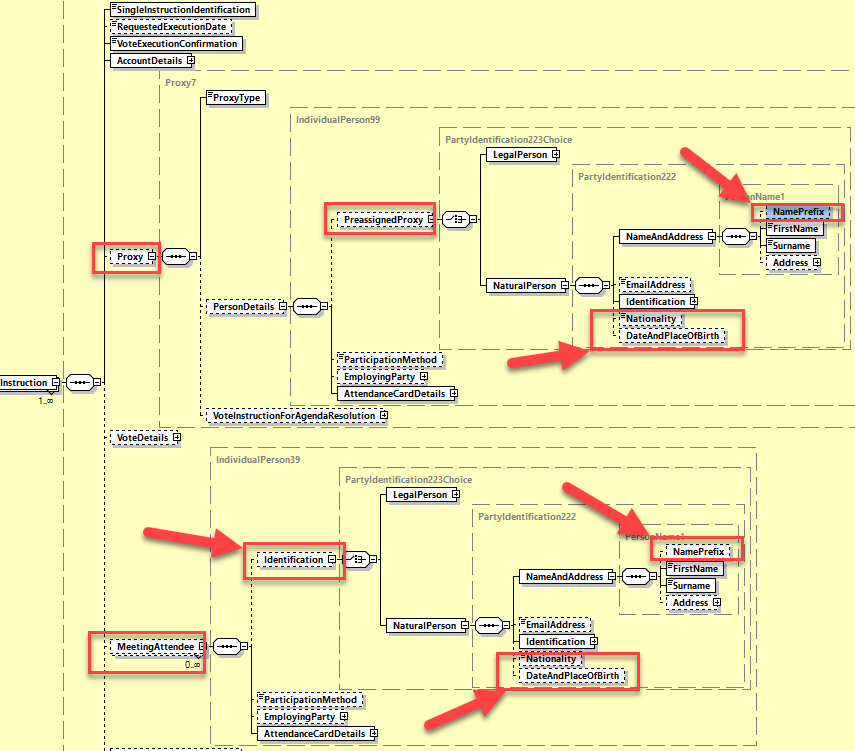 SingleInstructionIdentification
RequestedExecutionDate
VoteExecutionConfirmation
AccountDetails
Proxy7
ProxyType
IndividualPerson99
PartyIdentification223Choice
LegalPerson
PartyIdentification222
PersonName1
NamePrefix
PreassignedProxy
FirstName
NameAndAddress
Surname
Proxy
Address
NaturalPerson
EmailAddress
Identification
PersonDetails
Nationality
DateAndPlaceOfBirth
ParticipationMethod
EmployingParty
Instruction
AttendanceCardDetails
1..∞
VoteInstructionForAgendaResolution
VoteDetails
IndividualPerson39
PartyIdentification223Choice
LegalPerson
PartyIdentification222
PersonName1
NamePrefix
Identification
FirstName
NameAndAddress
Surname
Address
NaturalPerson
EmailAddress
Identification
MeetingAttendee
Nationality
0..∞
DateAndPlaceOfBirth
ParticipationMethod
EmployingParty
AttendanceCardDetails